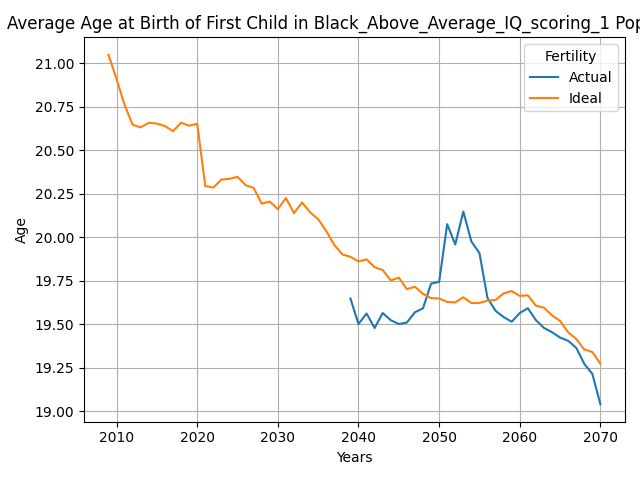 Average Age at Birth of First Child in Black_Above_Average_IQ_scoring_1 Pop
Fertility
Actual
Ideal
21.00
20.75
20.50
20.25
20.00
19.75
19.50
19.25
19.00
Age
2010 2020 2030 2040 2050 2060 2070
Years